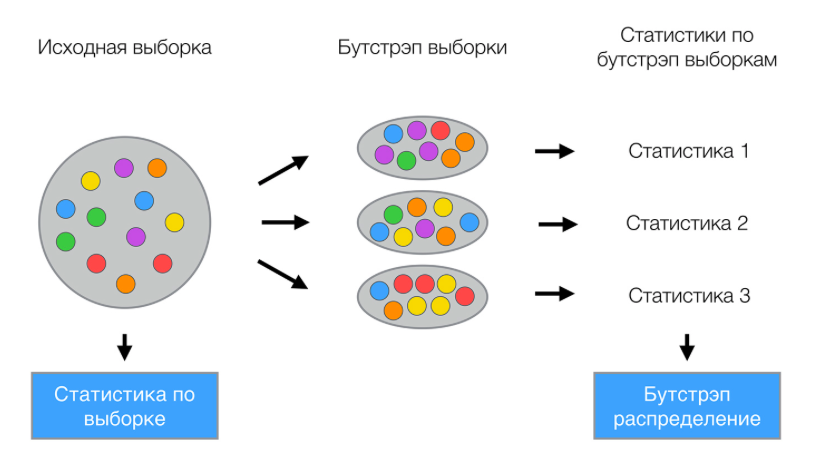 Исходная выборка
Бутстрэп выборки
Статистики по
бутстрэп выборкам
Статистика 1
Статистика 2
Статистика 3
Статистика по
выборке
Бутстрэп
распределение